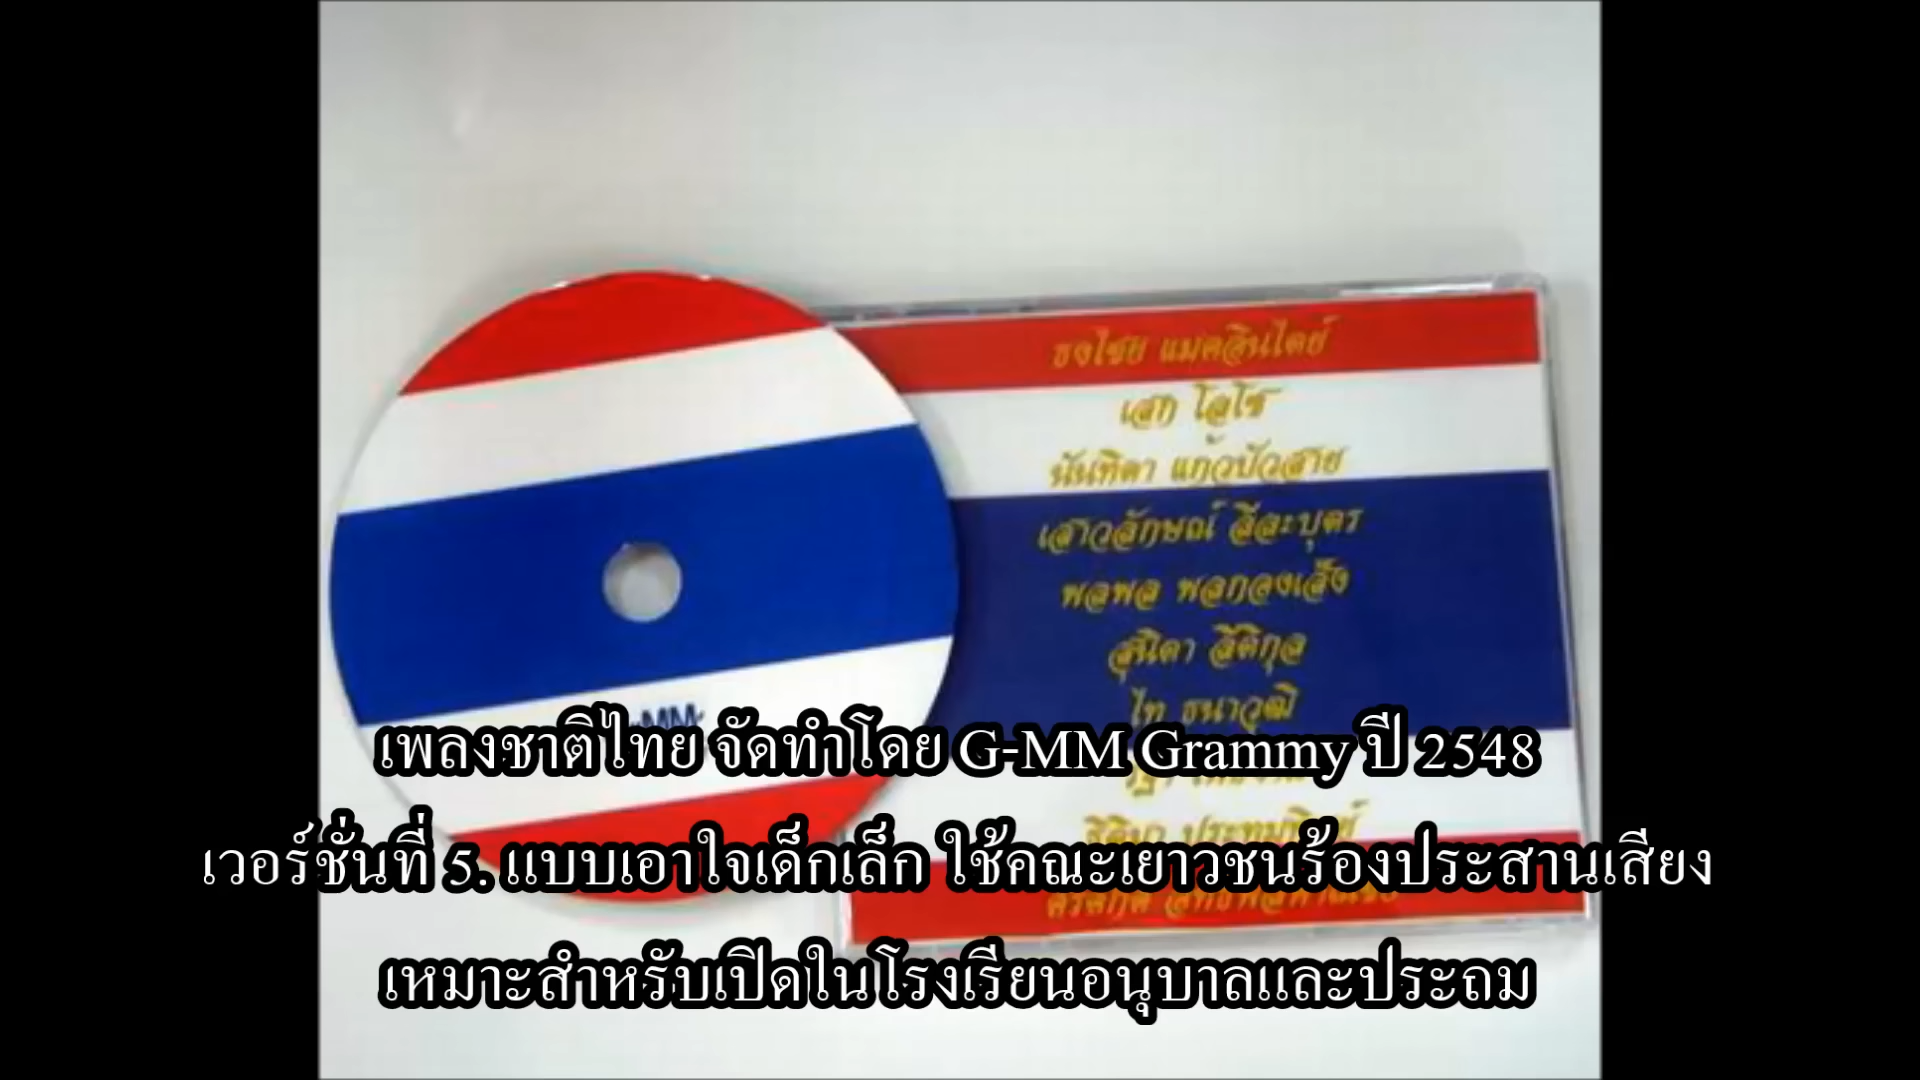 ธงไชย แมคอินไตย์
เสก โลโซ
นันทิดา แก้วบัวสาย
เสาวลักษณ์ ลีละบุตร
พลพล พลกองเส็ง
สุนิตา ลีติกุล
ไท ธนาวุฒิ
เพลงชาติไทย จัดทำโดย G-MM Grammy ปี 2548
เวอร์ชั่นที่ 5. แบบเอาใจเด็กเล็ก ใช้คณะเยาวชนร้องประสานเสียง
เหมาะสำหรับเปิดในโรงเรียนอนุบาลและประถม